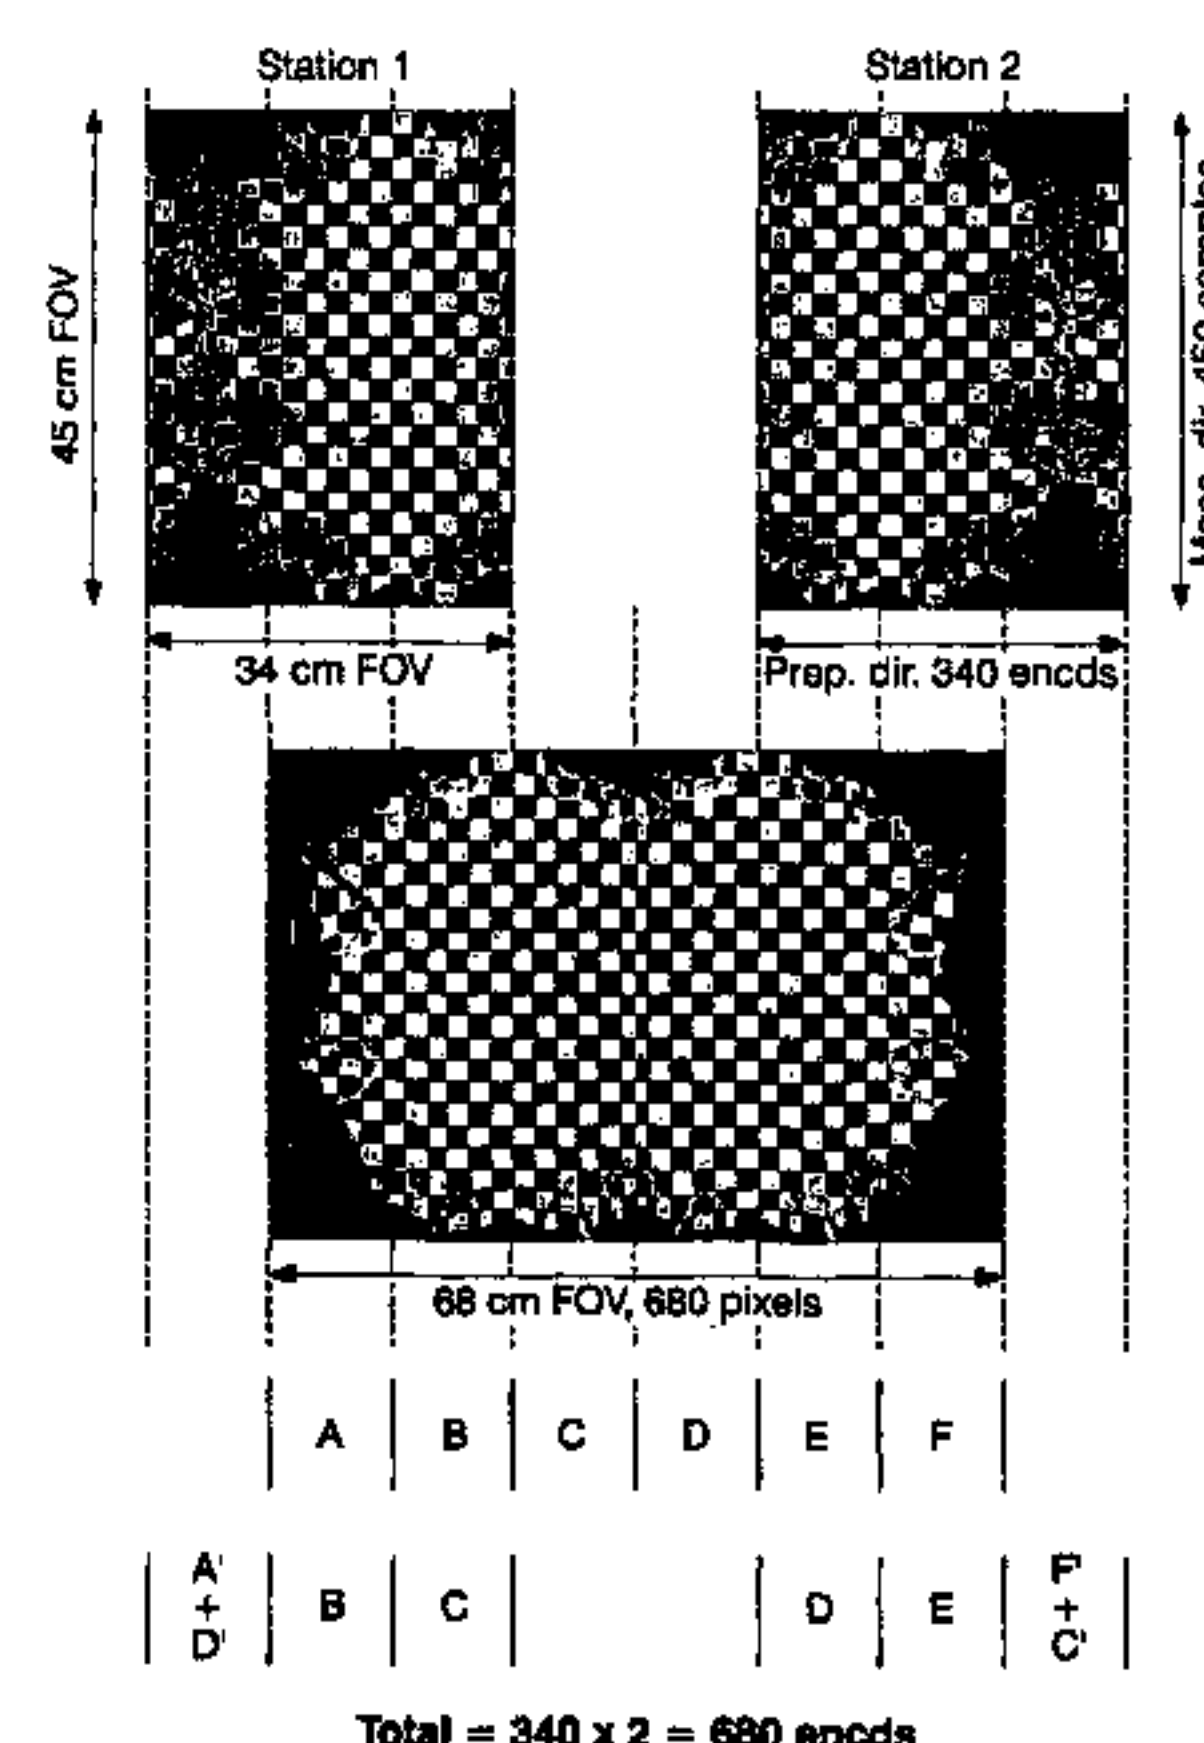 Station 1
Station 2
45 cm FOV
34 cm FOV
Prep. dir. 340 encds
68 cm FOV, 680 pixels
A B C D E F
A' + D' B C D E F' + C'
Total = 340 x 2 = 680 encds